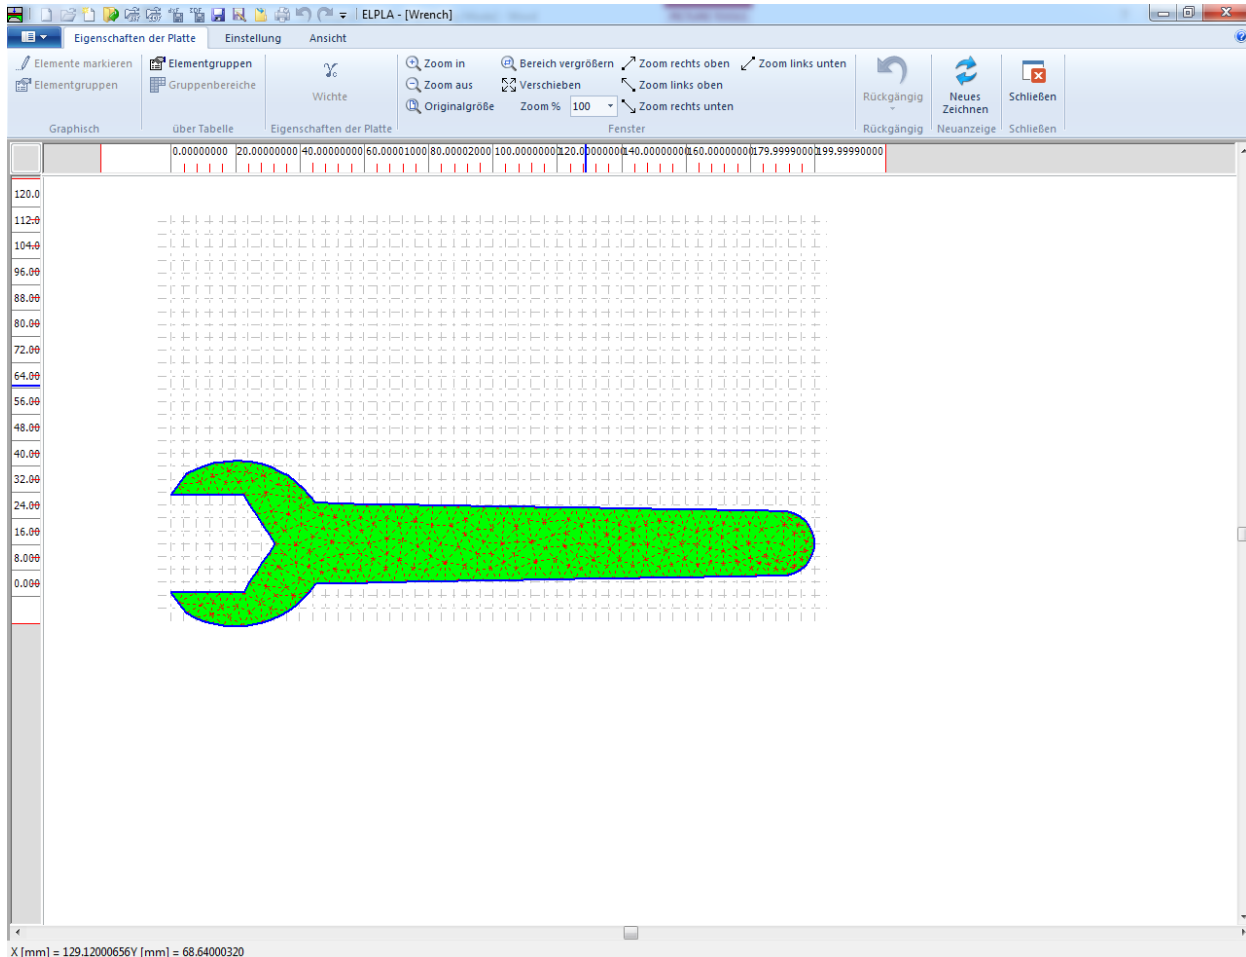 ELPLA - [Wrench]
Eigenschaften der Platte Einstellung Ansicht
Elemente markieren Elementgruppen Zoom in Bereich vergrößern Zoom rechts oben Zoom links unten
Elementgruppen Gruppenbereiche Wichte Zoom aus Verschieben Zoom links oben Rückgängig Neues Zeichnen Schließen
Originalgröße Zoom % 100 Zoom rechts unten
Graphisch über Tabelle Eigenschaften der Platte Fenster Rückgängig Neuanzeige Schließen
0.00000000 20.00000000 40.00000000 60.00001000 80.00002000 100.00000000 120.00000000 140.00000000 160.00000000 179.99990000 199.99990000
120.0
112.0
104.0
96.00
88.00
80.00
72.00
64.00
56.00
48.00
40.00
32.00
24.00
16.00
8.000
0.000
X [mm] = 129.12000656Y [mm] = 68.64000320